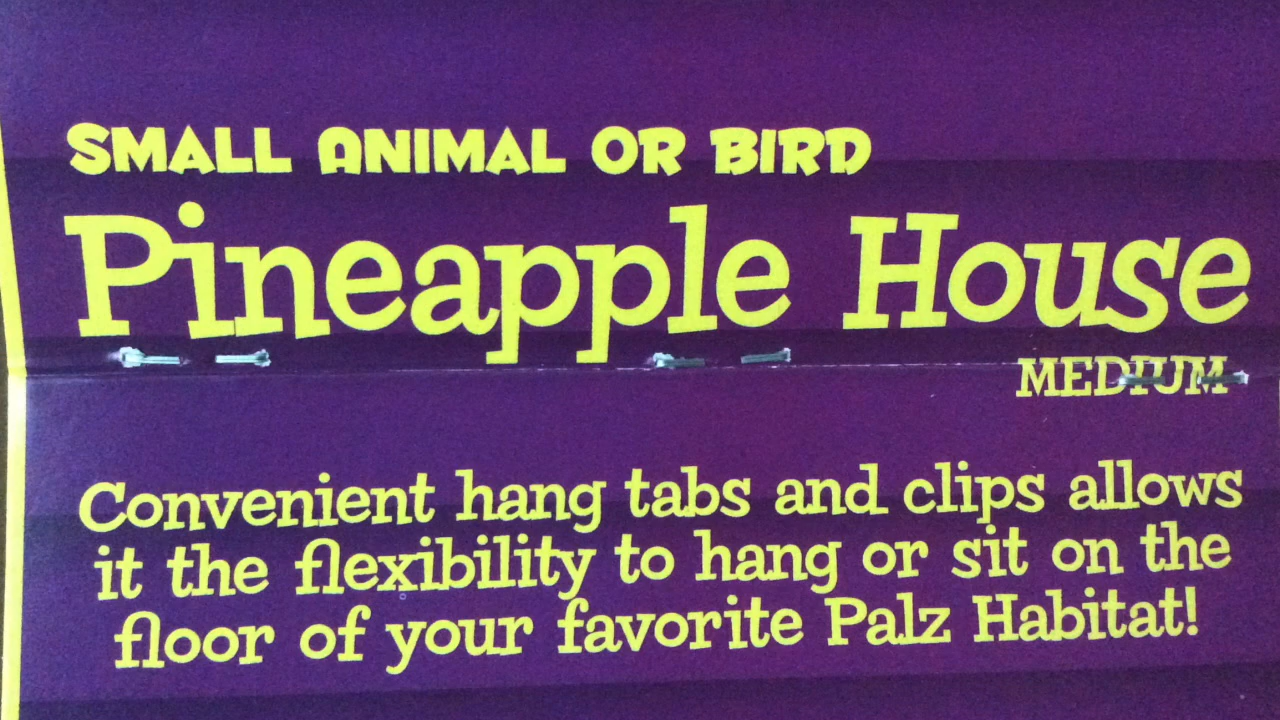 SMALL ANIMAL OR BIRD
Pineapple House
MEDIUM
Convenient hang tabs and clips allows
it the flexibility to hang or sit on the
floor of your favorite Palz Habitat!